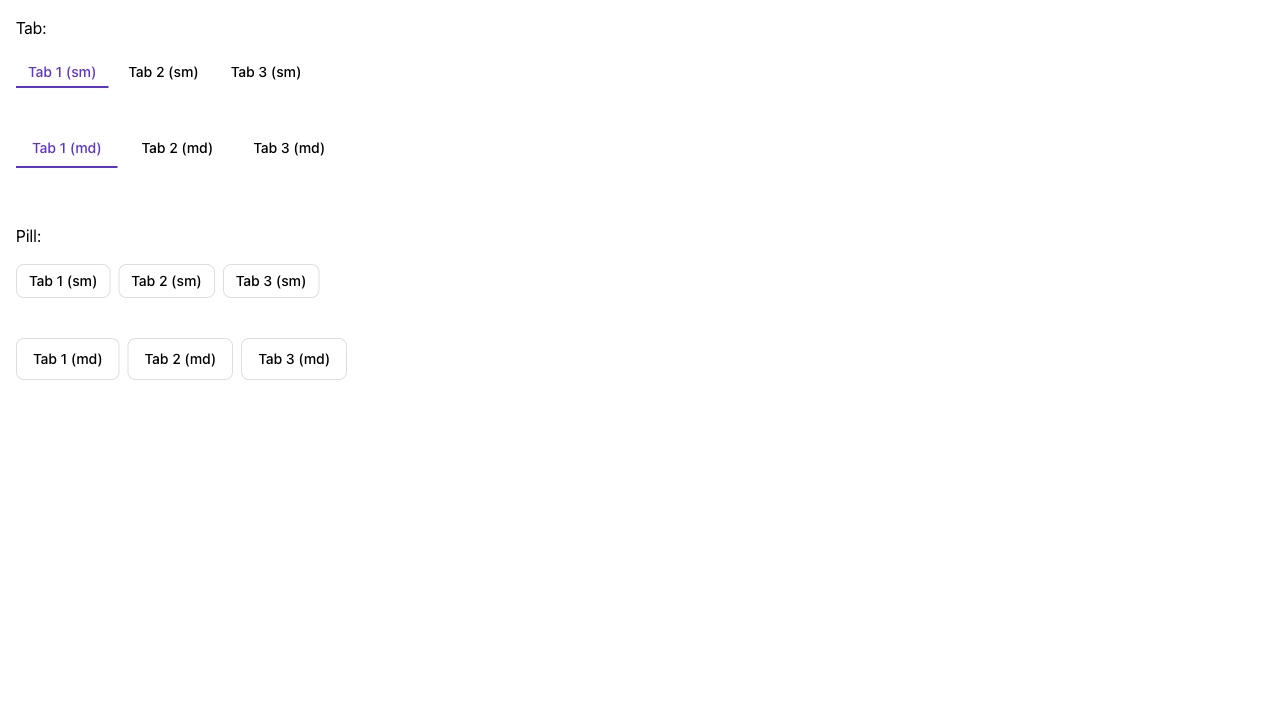 Tab:
Tab 1 (sm) Tab 2 (sm) Tab 3 (sm)
Tab 1 (md) Tab 2 (md) Tab 3 (md)
Pill:
Tab 1 (sm) Tab 2 (sm) Tab 3 (sm)
Tab 1 (md) Tab 2 (md) Tab 3 (md)